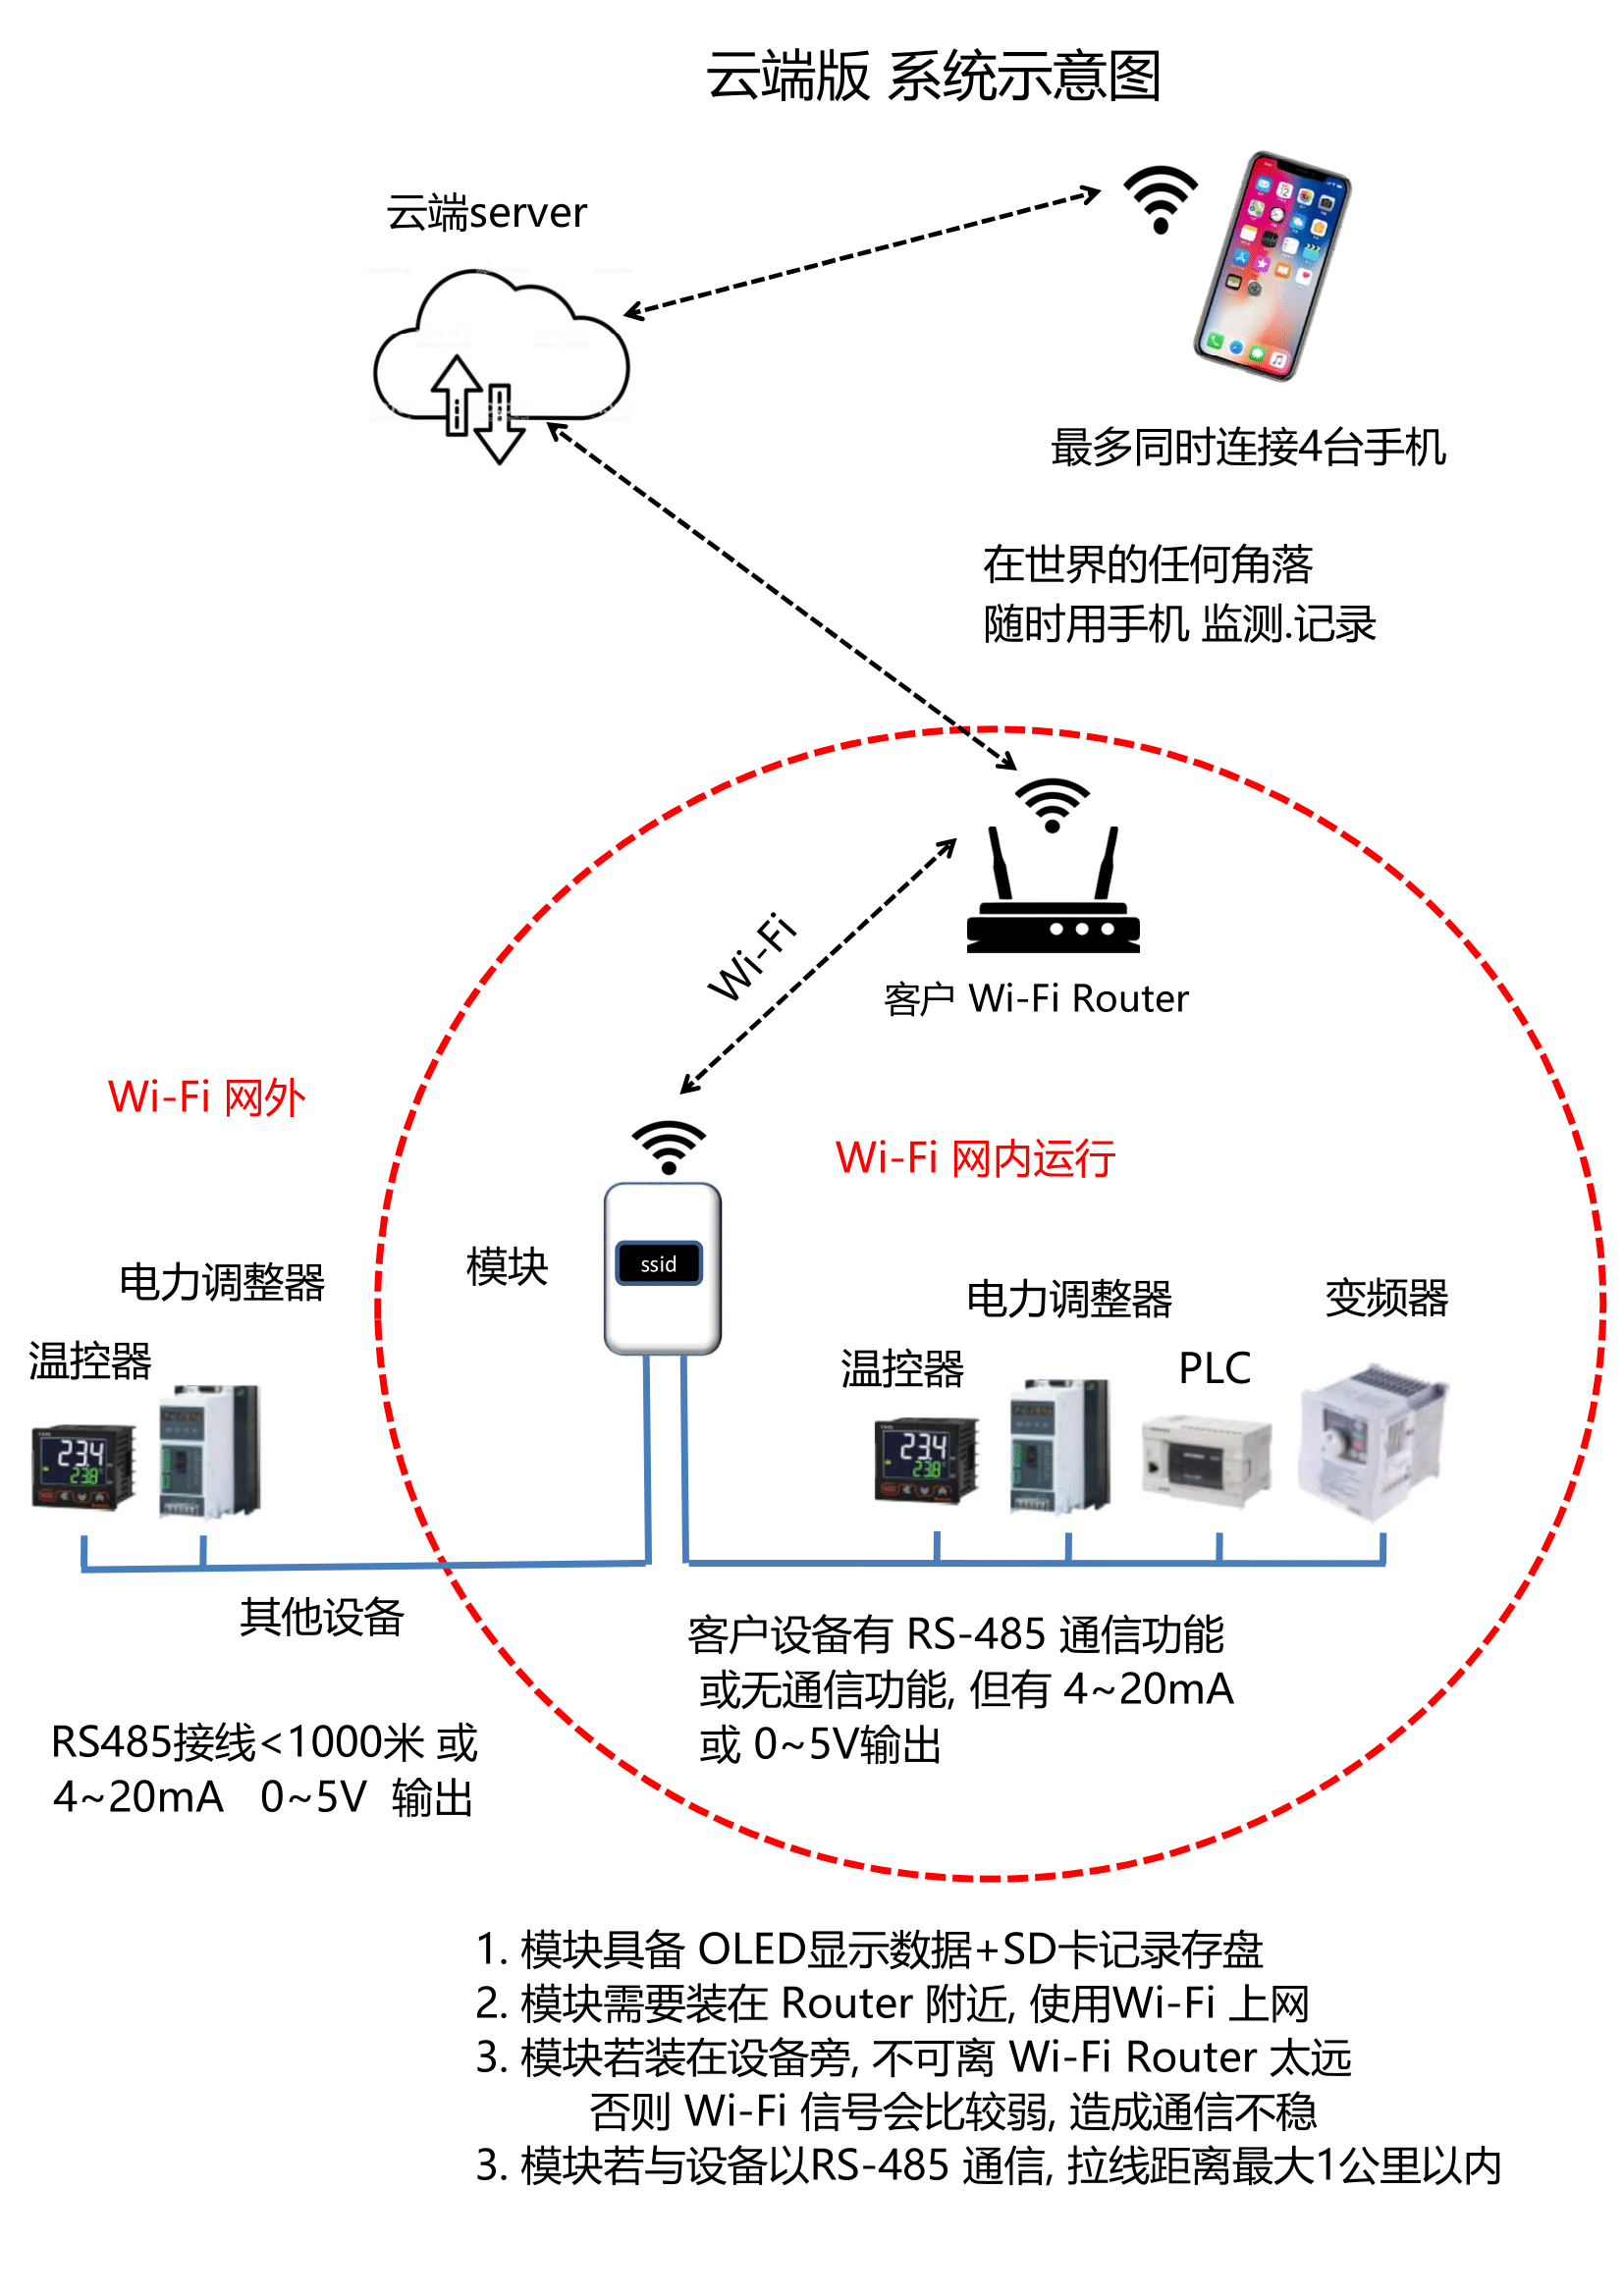 云端版 系统示意图
云端server
最多同时连接4台手机
在世界的任何角落
随时用手机 监测.记录
Wi-Fi
客户 Wi-Fi Router
Wi-Fi 网外
Wi-Fi 网内运行
模块
ssid
电力调整器
温控器
23.4
23.8
电力调整器
变频器
温控器
PLC
23.4
23.8
其他设备
客户设备有 RS-485 通信功能
或无通信功能, 但有 4~20mA
或 0~5V输出
RS485接线<1000米 或
4~20mA 0~5V 输出
1. 模块具备 OLED显示数据+SD卡记录存盘
2. 模块需要装在 Router 附近, 使用Wi-Fi 上网
3. 模块若装在设备旁, 不可离 Wi-Fi Router 太远
否则 Wi-Fi 信号会比较弱, 造成通信不稳
3. 模块若与设备以RS-485 通信, 拉线距离最大1公里以内